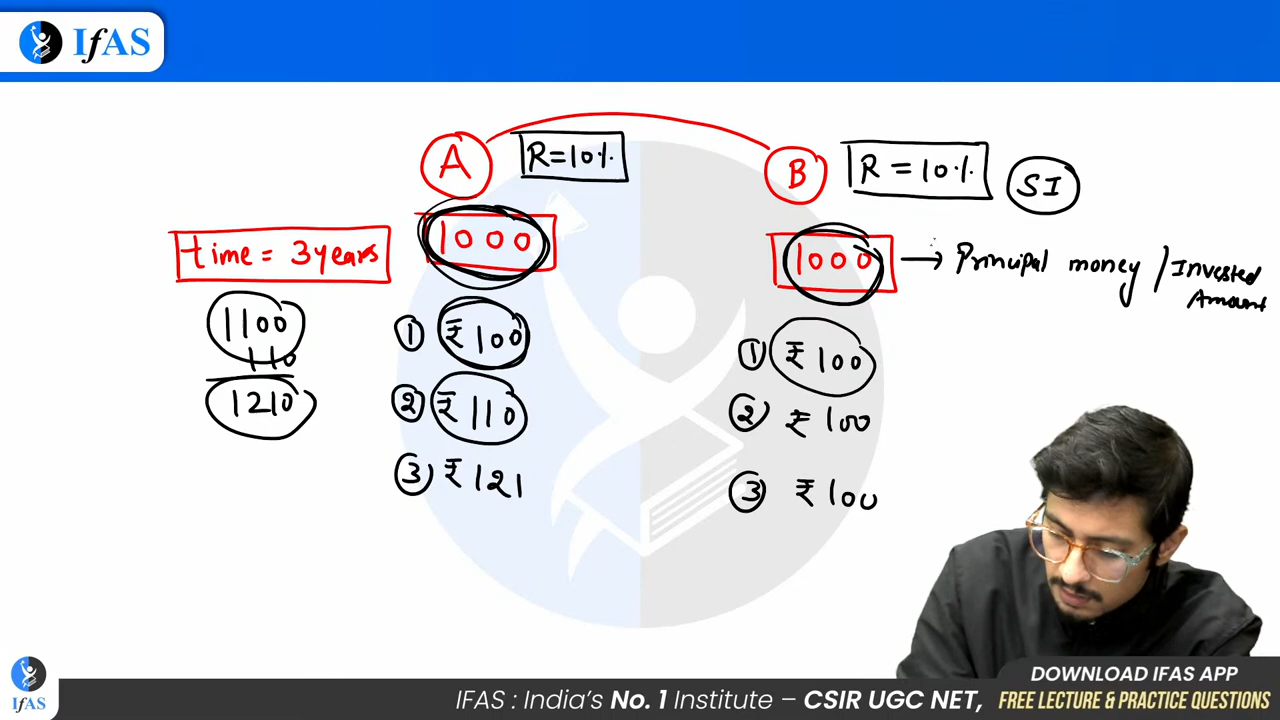 IfAS
A
R=10%
B
R = 10%
SI
time = 3 years
1000
1000 → Principal money / Invested Amount
1100
110
1210
① ₹100
② ₹110
③ ₹121
① ₹100
② ₹100
③ ₹100
IfAS
IFAS : India's No. 1 Institute – CSIR UGC NET,
DOWNLOAD IFAS APP
FREE LECTURE & PRACTICE QUESTIONS